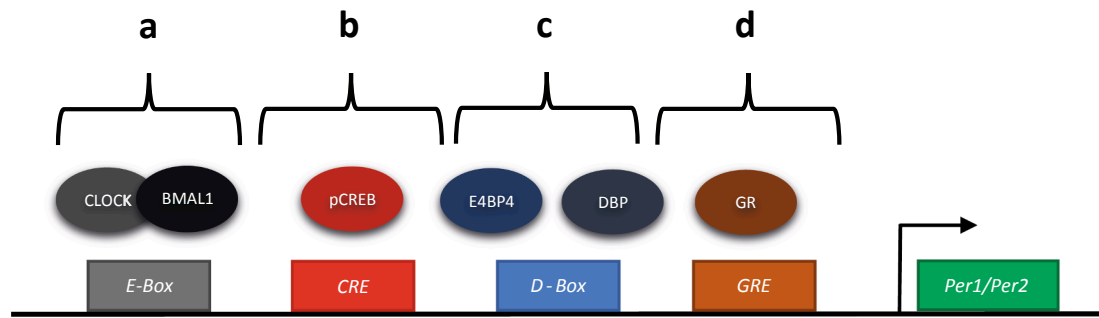 a b c d
CLOCK BMAL1 pCREB E4BP4 DBP GR
E-Box CRE D - Box GRE Per1/Per2